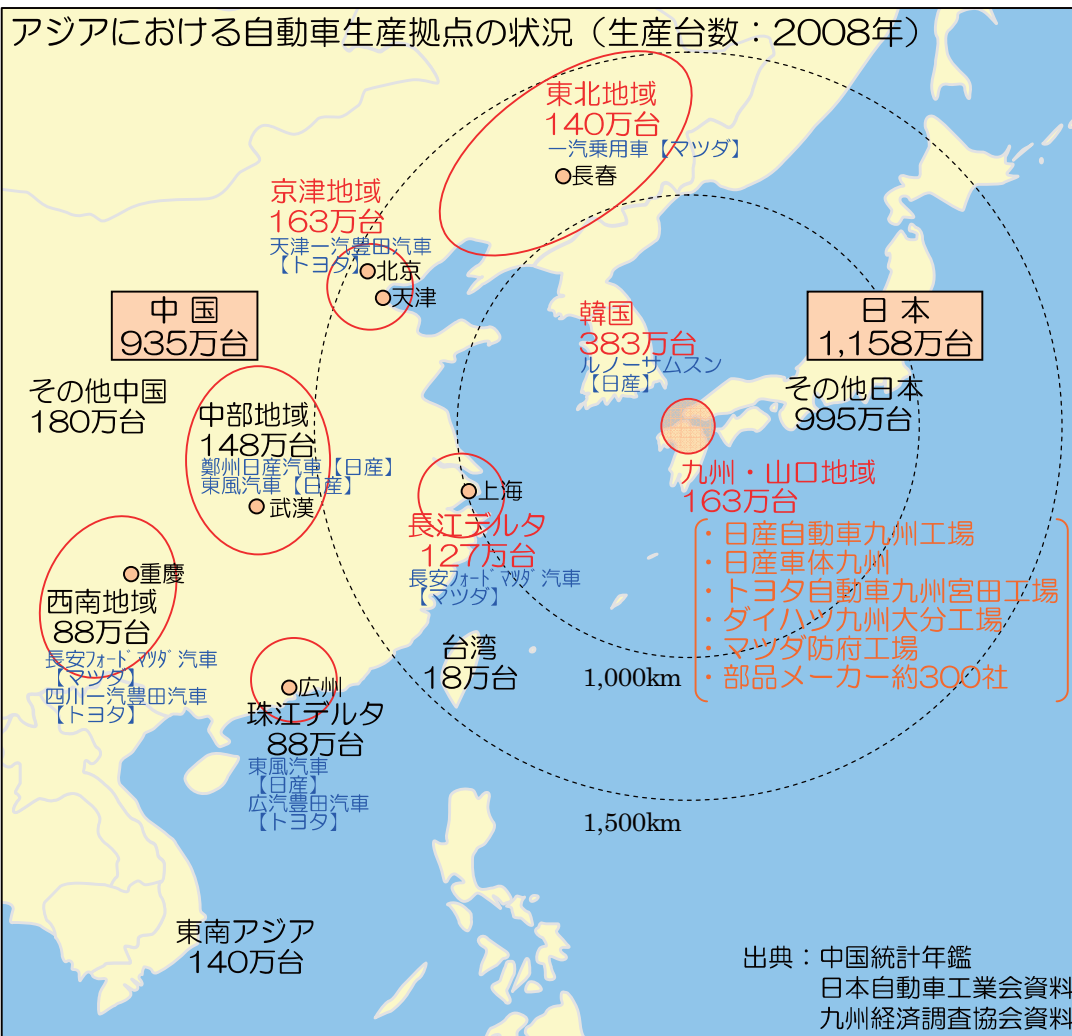 アジアにおける自動車生産拠点の状況（生産台数：2008年）
東北地域
140万台
一汽乗用車【マツダ】
長春
京津地域
163万台
天津一汽豊田汽車
【トヨタ】
北京
天津
中国
935万台
韓国
383万台
ルノーサムスン
【日産】
日本
1,158万台
その他中国
180万台
中部地域
148万台
鄭州日産汽車【日産】
東風汽車【日産】
武漢
その他日本
995万台
九州・山口地域
163万台
・日産自動車九州工場
・日産車体九州
・トヨタ自動車九州宮田工場
・ダイハツ九州大分工場
・マツダ防府工場
・部品メーカー約300社
上海
長江デルタ
127万台
長安ﾌｫｰﾄﾞﾏﾂﾀﾞ汽車
【マツダ】
重慶
西南地域
88万台
長安ﾌｫｰﾄﾞﾏﾂﾀﾞ汽車
【マツダ】
四川一汽豊田汽車
【トヨタ】
台湾
18万台
1,000km
広州
珠江デルタ
88万台
東風汽車
【日産】
広汽豊田汽車
【トヨタ】
1,500km
東南アジア
140万台
出典：中国統計年鑑
日本自動車工業会資料
九州経済調査協会資料